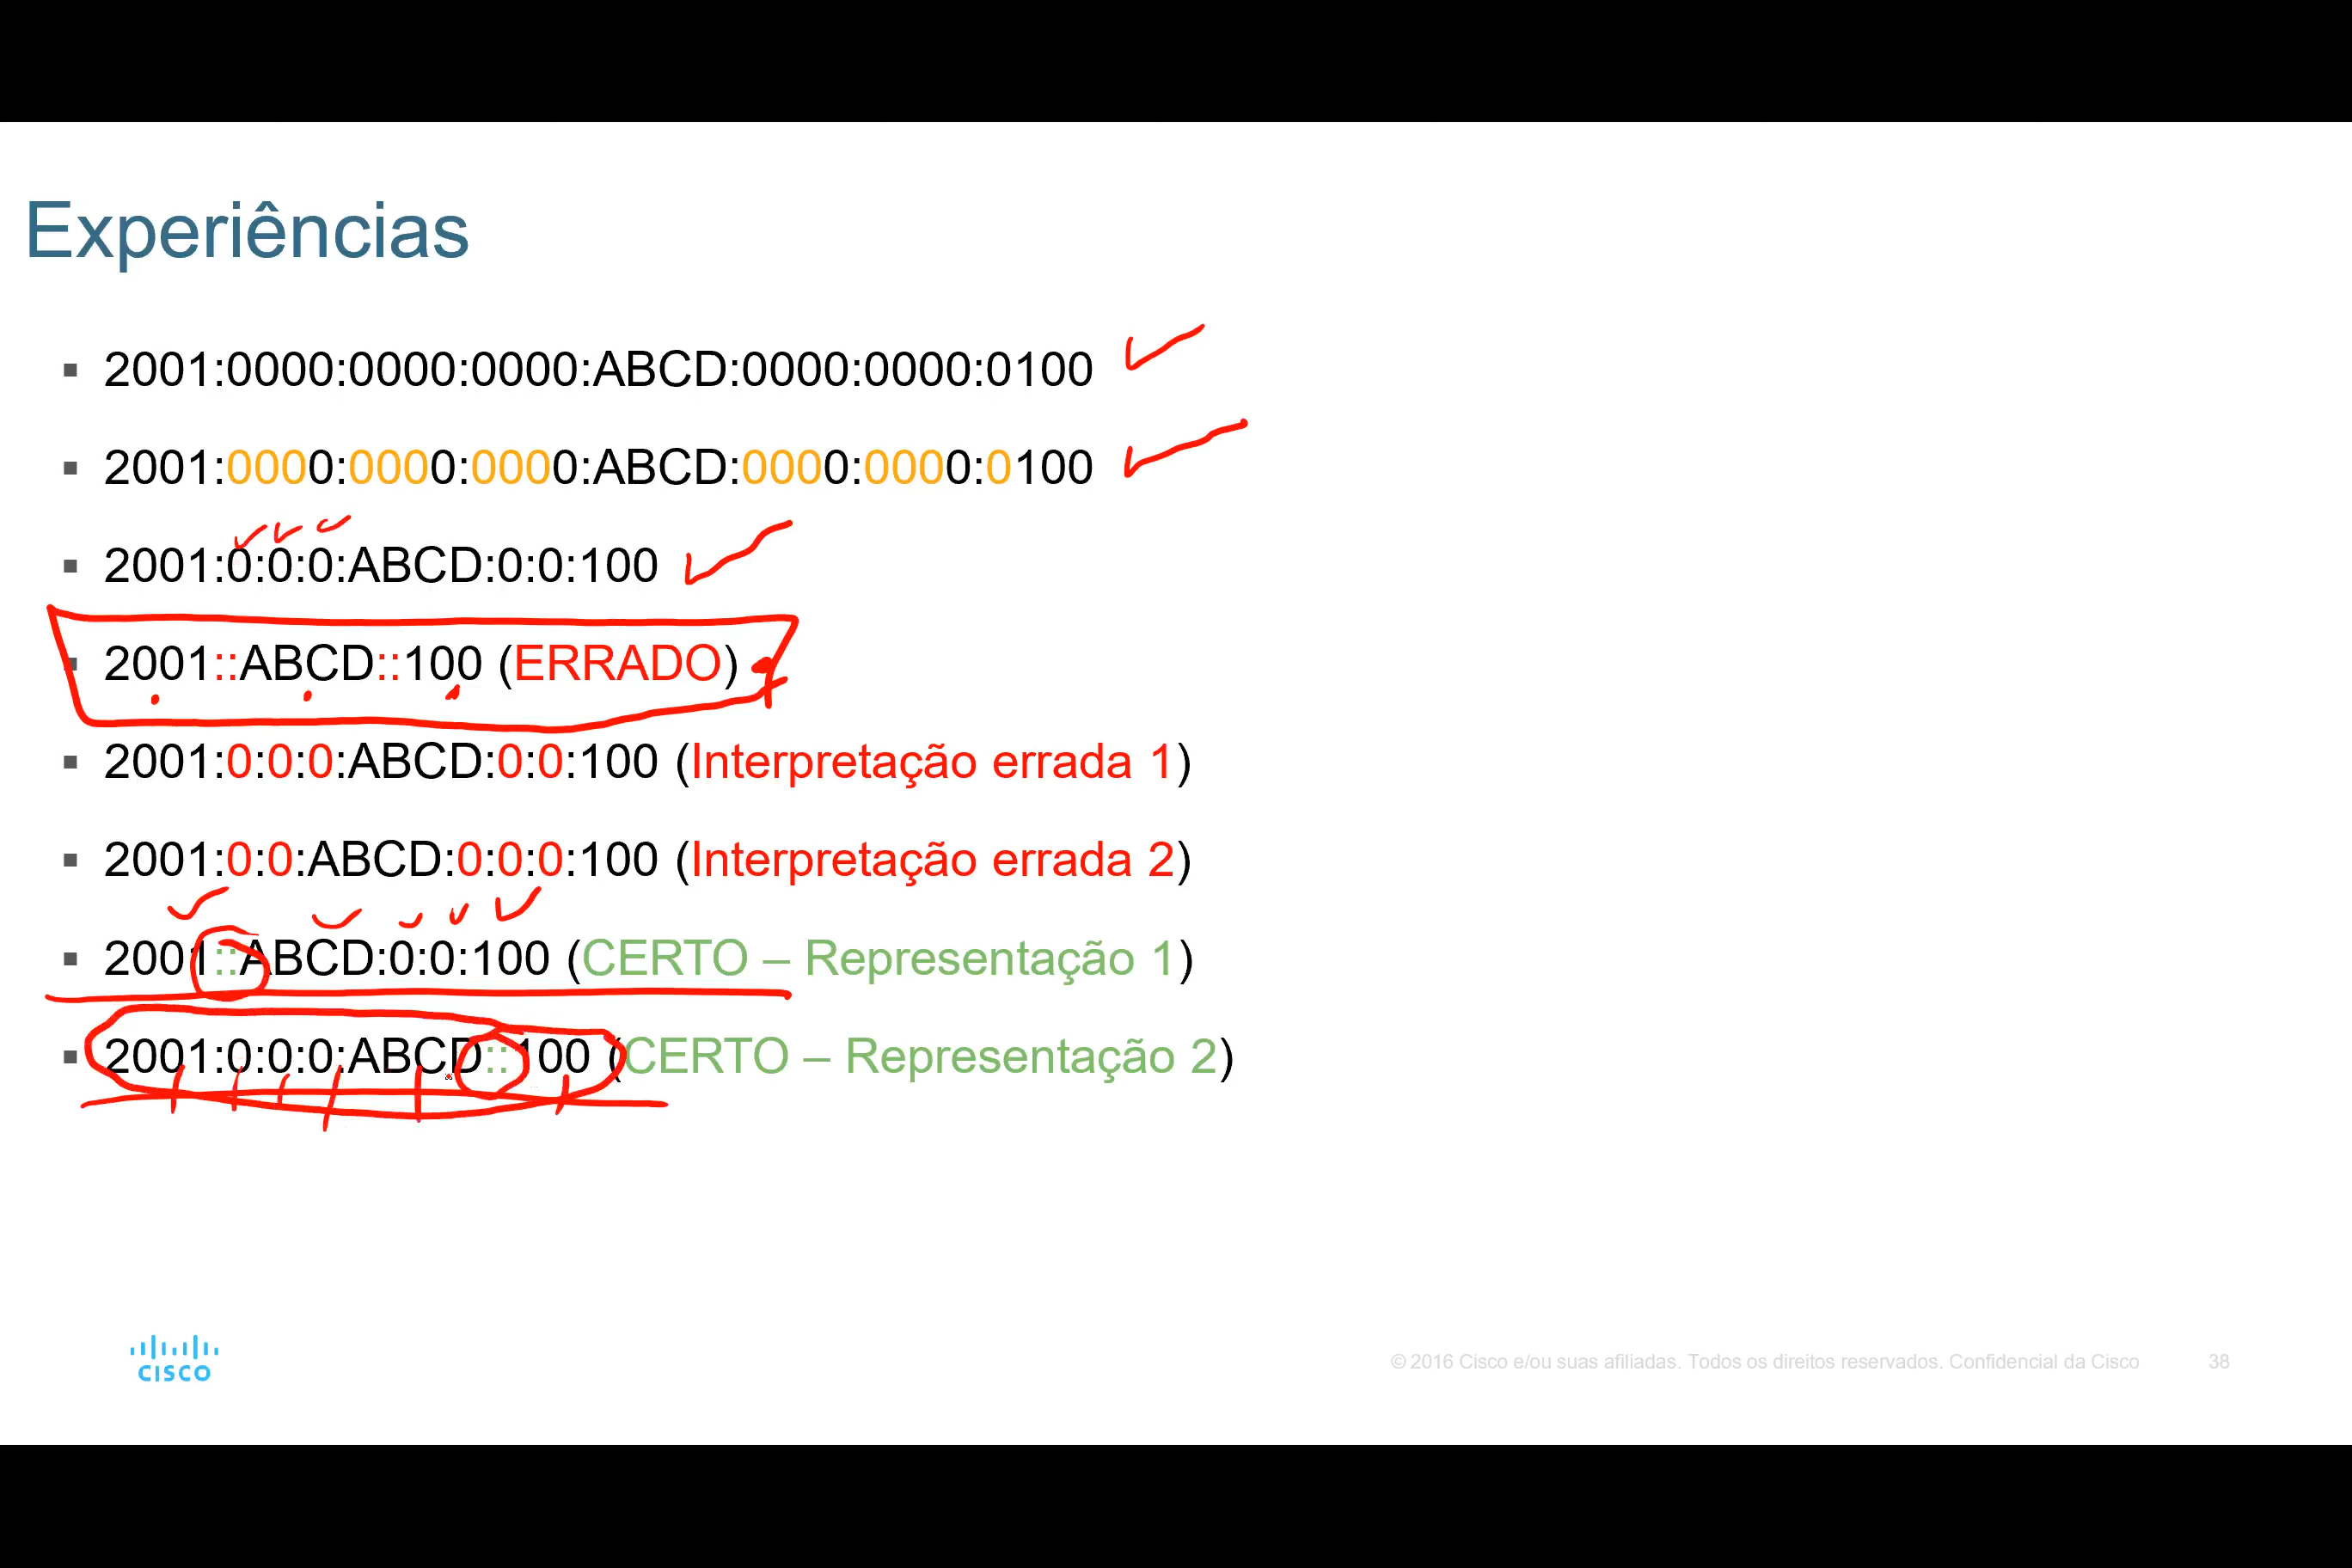 Experiências
2001:0000:0000:0000:ABCD:0000:0000:0100
2001:0000:0000:0000:ABCD:0000:0000:0100
2001:0:0:0:ABCD:0:0:100
2001::ABCD::100 (ERRADO)
2001:0:0:0:ABCD:0:0:100 (Interpretação errada 1)
2001:0:0:ABCD:0:0:0:100 (Interpretação errada 2)
2001::ABCD:0:0:100 (CERTO – Representação 1)
2001:0:0:0:ABCD::100 (CERTO – Representação 2)
CISCO
© 2016 Cisco e/ou suas afiliadas. Todos os direitos reservados. Confidencial da Cisco 38